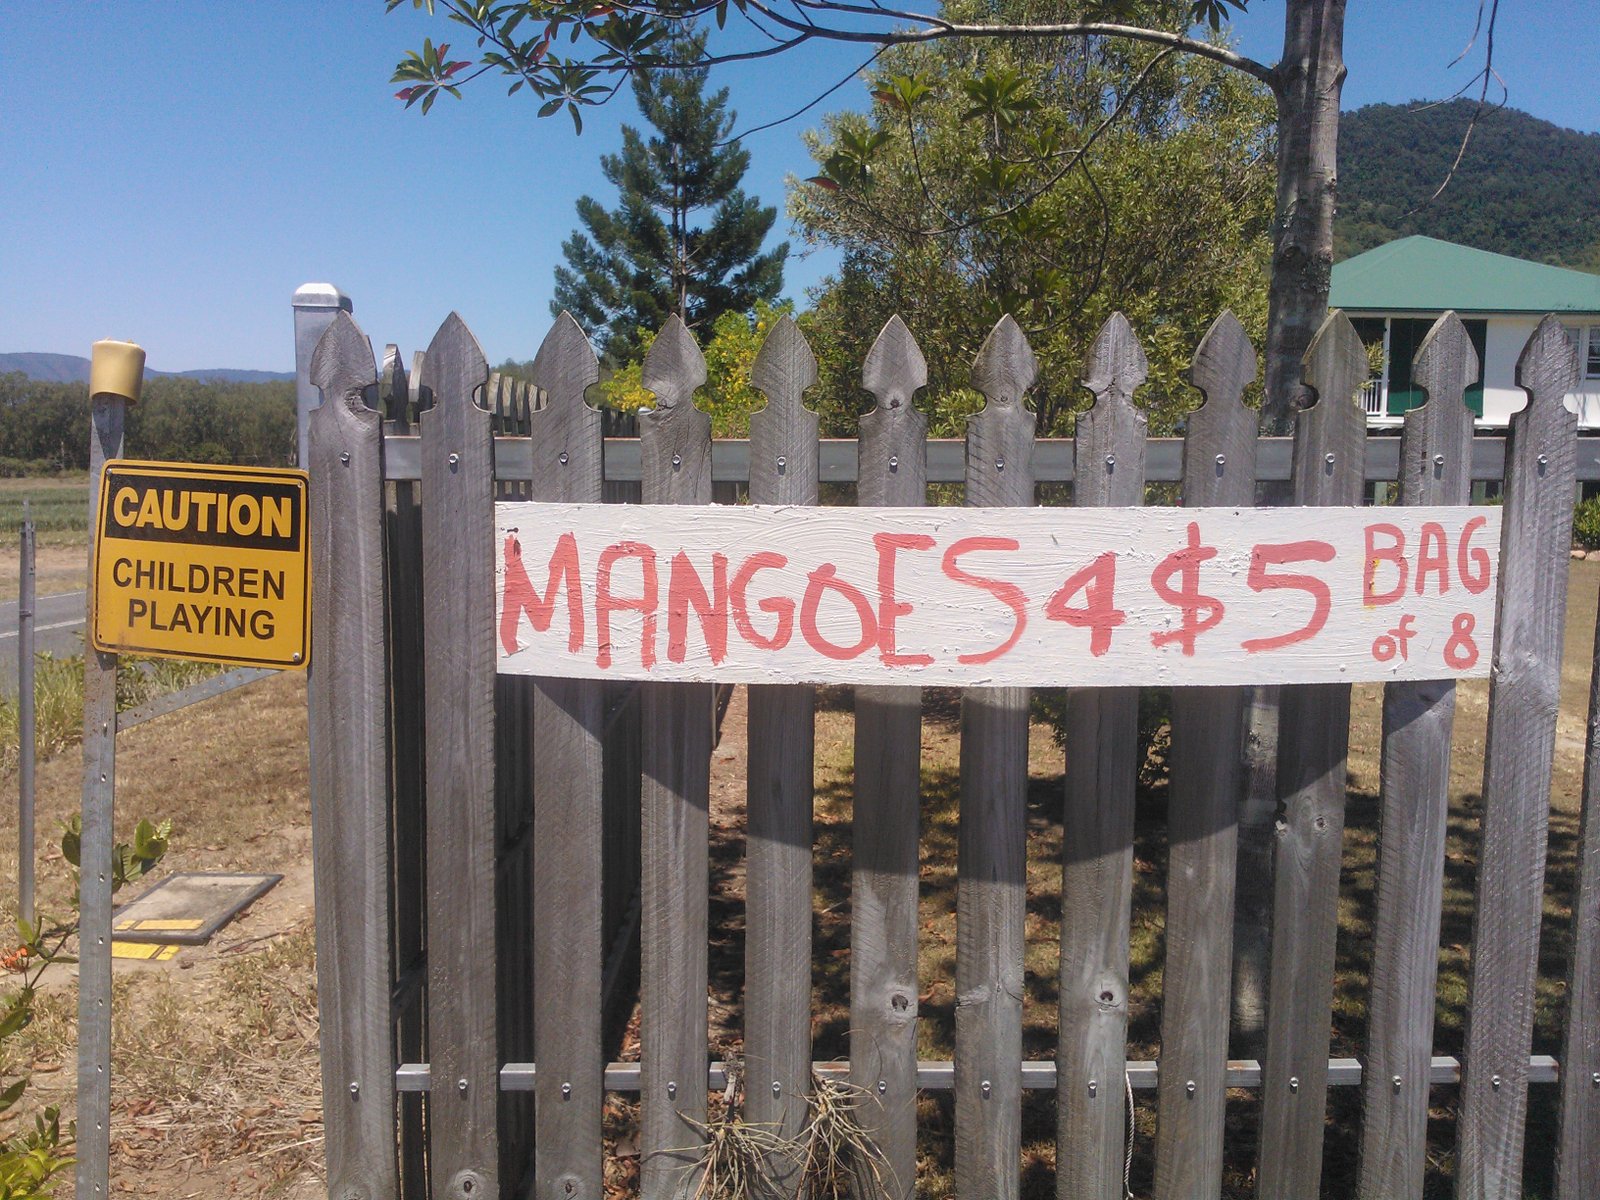 CAUTION
CHILDREN
PLAYING
MANGOES 4 $5 BAG
of 8